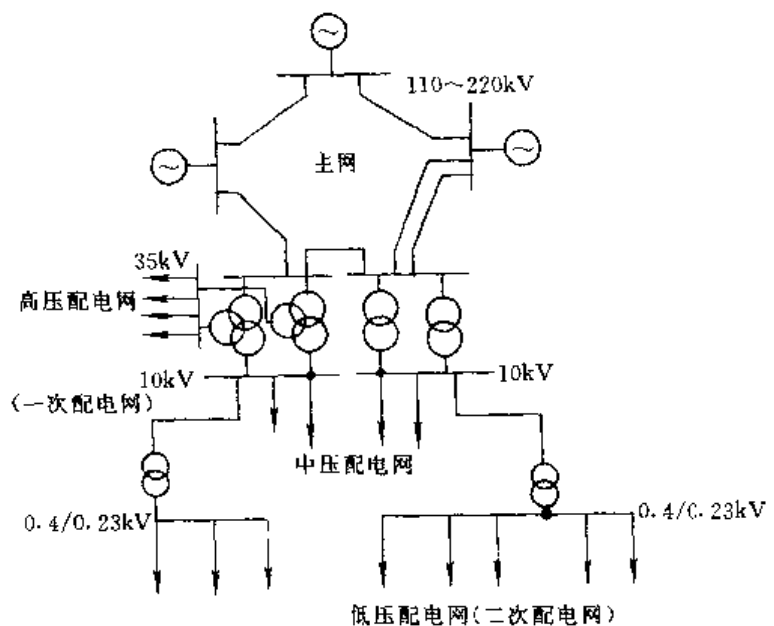 ~
110～220kV
~
~
主网
35kV
高压配电网
10kV
10kV
(一次配电网)
中压配电网
0.4/0.23kV
0.4/0.23kV
低压配电网(二次配电网)